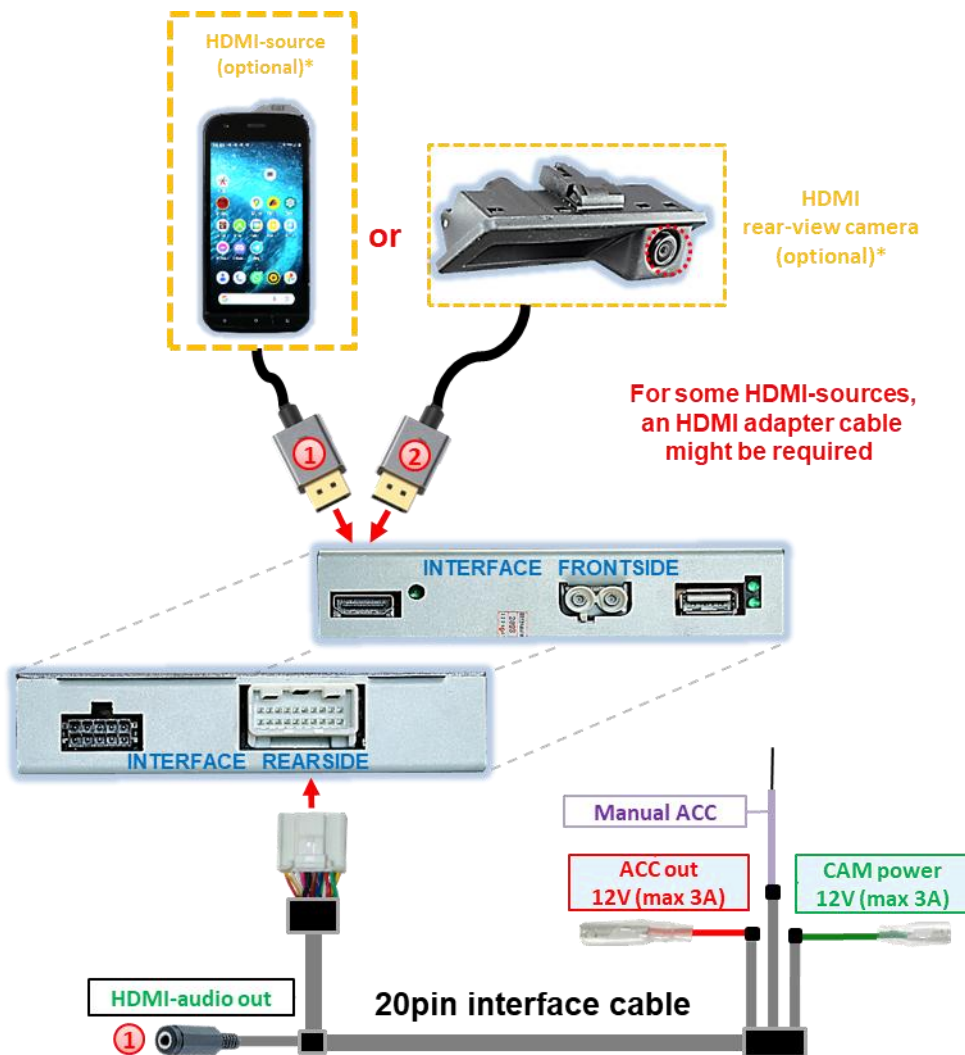 HDMI-source
(optional)*
or
HDMI
rear-view camera
(optional)*
1
2
For some HDMI-sources,
an HDMI adapter cable
might be required
INTERFACE FRONTSIDE
INTERFACE REARSIDE
Manual ACC
ACC out
12V (max 3A)
CAM power
12V (max 3A)
HDMI-audio out
20pin interface cable
1